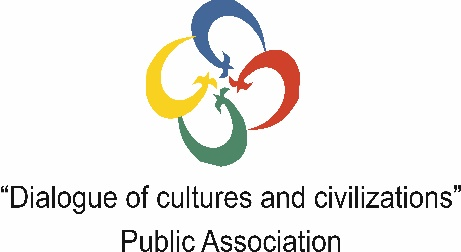 “Dialogue of cultures and civilizations”
Public Association